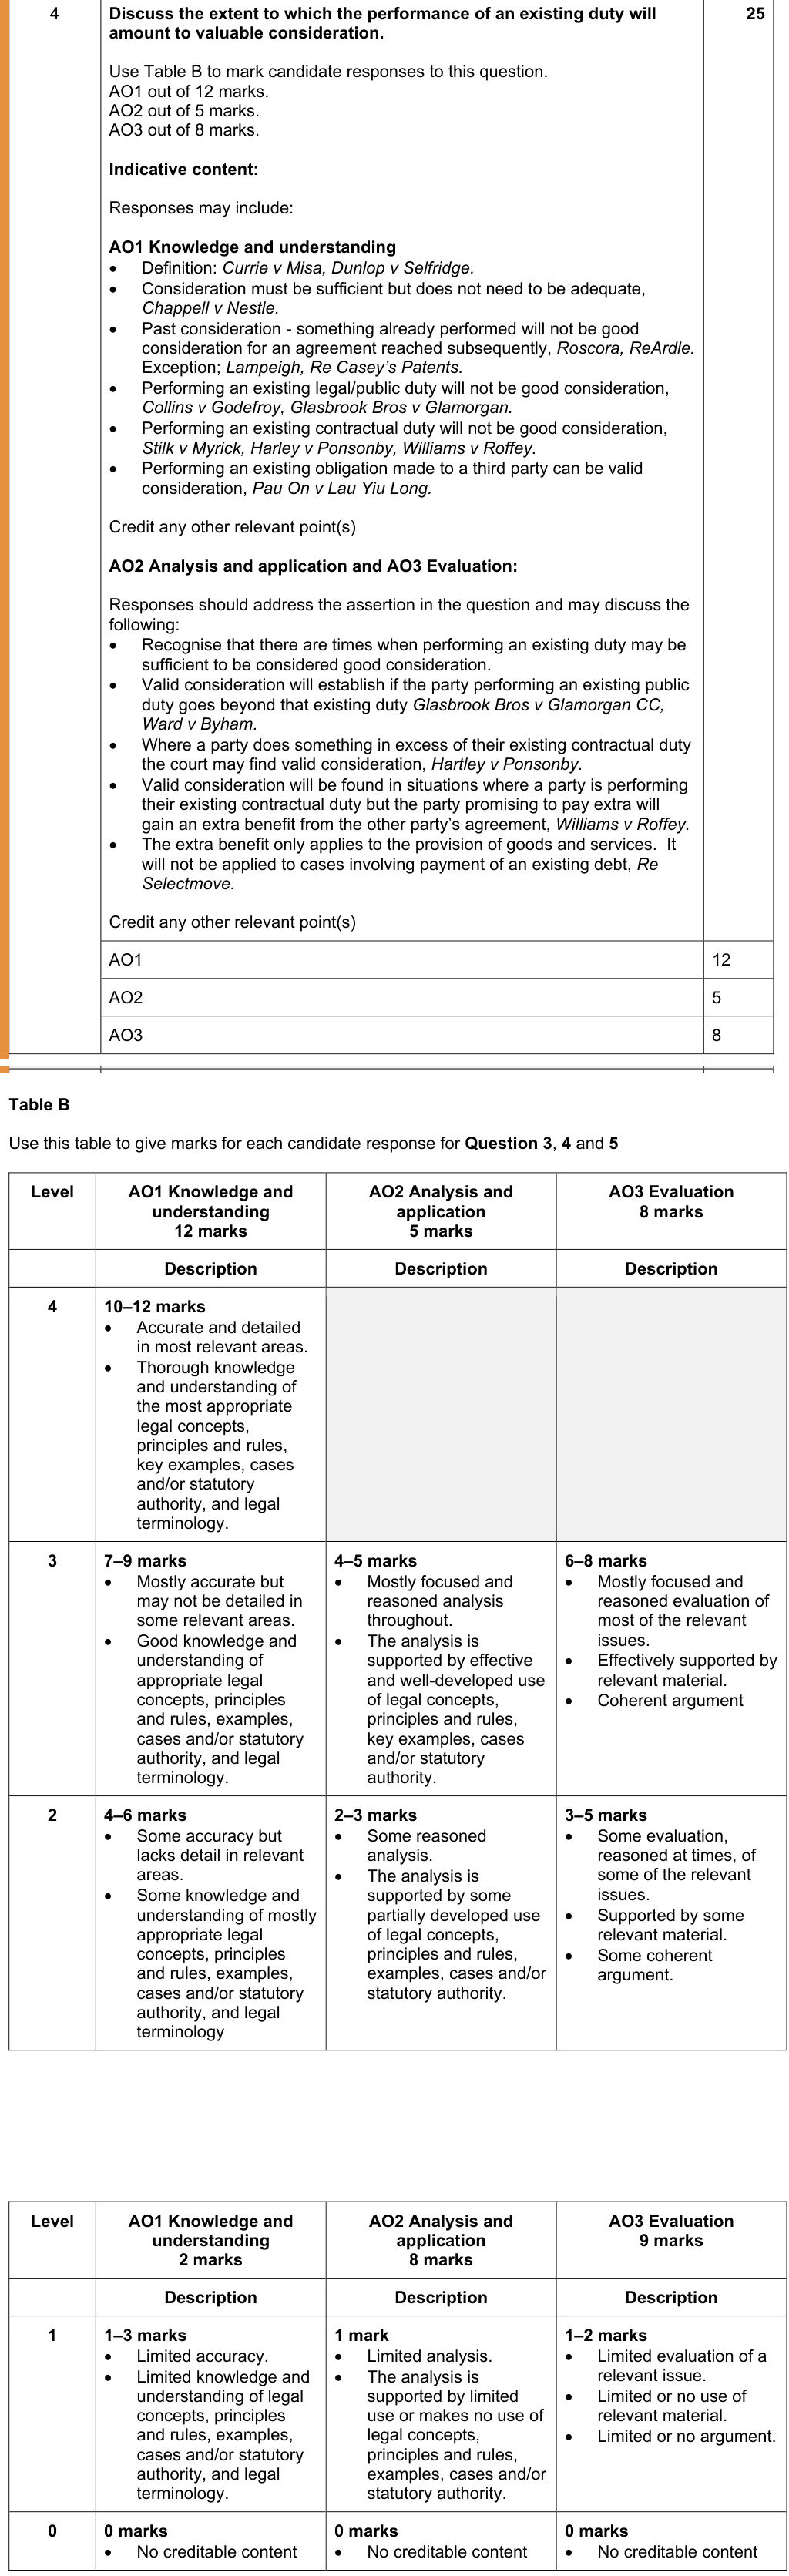 4
Discuss the extent to which the performance of an existing duty will
amount to valuable consideration.
25
Use Table B to mark candidate responses to this question.
AO1 out of 12 marks.
AO2 out of 5 marks.
AO3 out of 8 marks.
Indicative content:
Responses may include:
AO1 Knowledge and understanding
• Definition: Currie v Misa, Dunlop v Selfridge.
• Consideration must be sufficient but does not need to be adequate,
Chappell v Nestle.
• Past consideration - something already performed will not be good
consideration for an agreement reached subsequently, Roscora, ReArdle.
Exception; Lampeigh, Re Casey's Patents.
• Performing an existing legal/public duty will not be good consideration,
Collins v Godefroy, Glasbrook Bros v Glamorgan.
• Performing an existing contractual duty will not be good consideration,
Stilk v Myrick, Harley v Ponsonby, Williams v Roffey.
• Performing an existing obligation made to a third party can be valid
consideration, Pau On v Lau Yiu Long.
Credit any other relevant point(s)
AO2 Analysis and application and AO3 Evaluation:
Responses should address the assertion in the question and may discuss the
following:
• Recognise that there are times when performing an existing duty may be
sufficient to be considered good consideration.
• Valid consideration will establish if the party performing an existing public
duty goes beyond that existing duty Glasbrook Bros v Glamorgan CC,
Ward v Byham.
• Where a party does something in excess of their existing contractual duty
the court may find valid consideration, Hartley v Ponsonby.
• Valid consideration will be found in situations where a party is performing
their existing contractual duty but the party promising to pay extra will
gain an extra benefit from the other party's agreement, Williams v Roffey.
• The extra benefit only applies to the provision of goods and services. It
will not be applied to cases involving payment of an existing debt, Re
Selectmove.
Credit any other relevant point(s)
AO1 12
AO2 5
AO3 8
Table B
Use this table to give marks for each candidate response for Question 3, 4 and 5
Level
AO1 Knowledge and
understanding
12 marks
AO2 Analysis and
application
5 marks
AO3 Evaluation
8 marks
Description
Description
Description
4
10–12 marks
• Accurate and detailed
in most relevant areas.
• Thorough knowledge
and understanding of
the most appropriate
legal concepts,
principles and rules,
key examples, cases
and/or statutory
authority, and legal
terminology.
3
7–9 marks
• Mostly accurate but
may not be detailed in
some relevant areas.
• Good knowledge and
understanding of
appropriate legal
concepts, principles
and rules, examples,
cases and/or statutory
authority, and legal
terminology.
4–5 marks
• Mostly focused and
reasoned analysis
throughout.
• The analysis is
supported by effective
and well-developed use
of legal concepts,
principles and rules,
key examples, cases
and/or statutory
authority.
6–8 marks
• Mostly focused and
reasoned evaluation of
most of the relevant
issues.
• Effectively supported by
relevant material.
• Coherent argument
2
4–6 marks
• Some accuracy but
lacks detail in relevant
areas.
• Some knowledge and
understanding of mostly
appropriate legal
concepts, principles
and rules, examples,
cases and/or statutory
authority, and legal
terminology
2–3 marks
• Some reasoned
analysis.
• The analysis is
supported by some
partially developed use
of legal concepts,
principles and rules,
examples, cases and/or
statutory authority.
3–5 marks
• Some evaluation,
reasoned at times, of
some of the relevant
issues.
• Supported by some
relevant material.
• Some coherent
argument.
Level
AO1 Knowledge and
understanding
2 marks
AO2 Analysis and
application
8 marks
AO3 Evaluation
9 marks
Description
Description
Description
1
1–3 marks
• Limited accuracy.
• Limited knowledge and
understanding of legal
concepts, principles
and rules, examples,
cases and/or statutory
authority, and legal
terminology.
1 mark
• Limited analysis.
• The analysis is
supported by limited
use or makes no use of
legal concepts,
principles and rules,
examples, cases and/or
statutory authority.
1–2 marks
• Limited evaluation of a
relevant issue.
• Limited or no use of
relevant material.
• Limited or no argument.
0
0 marks
• No creditable content
0 marks
• No creditable content
0 marks
• No creditable content